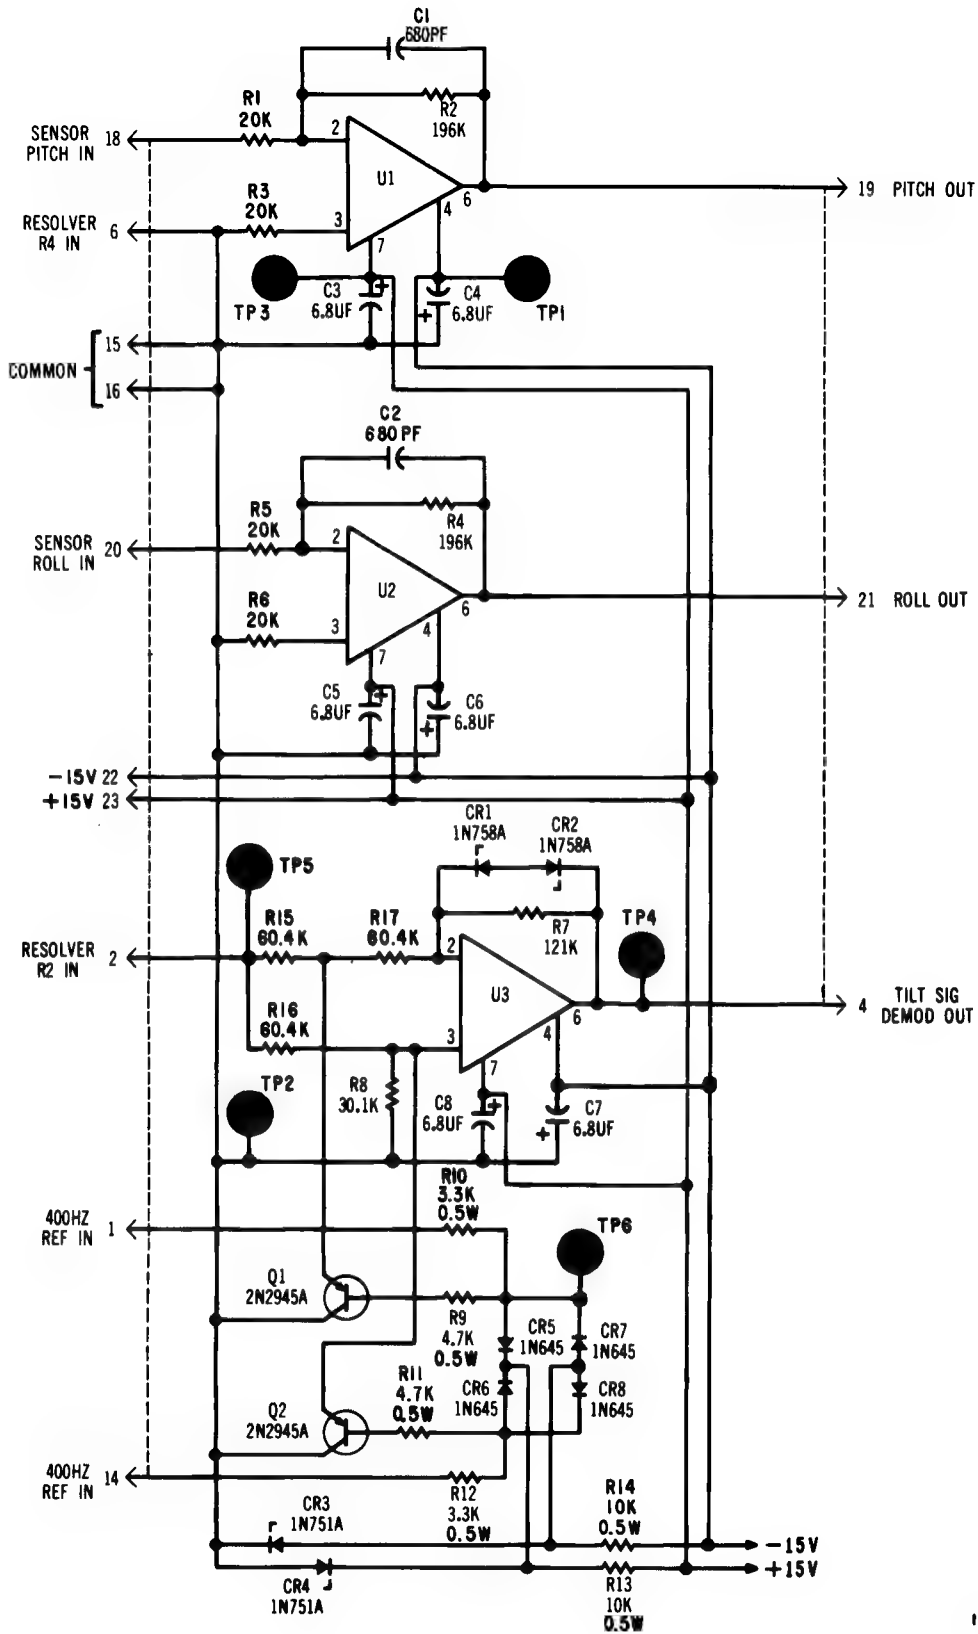 C1
680PF
R1
20K
R2
196K
SENSOR 18
PITCH IN
2
U1
6
4
19 PITCH OUT
R3
20K
RESOLVER 6
R4 IN
3
7
TP3
C3
6.8UF
+
C4
6.8UF
+
TP1
COMMON
15
16
C2
680PF
R5
20K
R4
196K
SENSOR 20
ROLL IN
2
U2
6
4
21 ROLL OUT
R6
20K
3
7
C5
6.8UF
+
C6
6.8UF
+
-15V 22
+15V 23
CR1
1N758A
CR2
1N758A
TP5
R15
60.4K
R17
60.4K
R7
121K
TP4
RESOLVER 2
R2 IN
2
U3
6
4
4 TILT SIG
DEMOD OUT
R16
60.4K
3
7
TP2
R8
30.1K
C8
6.8UF
+
C7
6.8UF
+
R10
3.3K
0.5W
400HZ 1
REF IN
TP6
Q1
2N2945A
R9
4.7K
0.5W
CR5
1N645
CR7
1N645
R11
4.7K
0.5W
CR6
1N645
CR8
1N645
Q2
2N2945A
400HZ 14
REF IN
R12
3.3K
0.5W
R14
10K
0.5W
CR3
1N751A
-15V
+15V
CR4
1N751A
R13
10K
0.5W